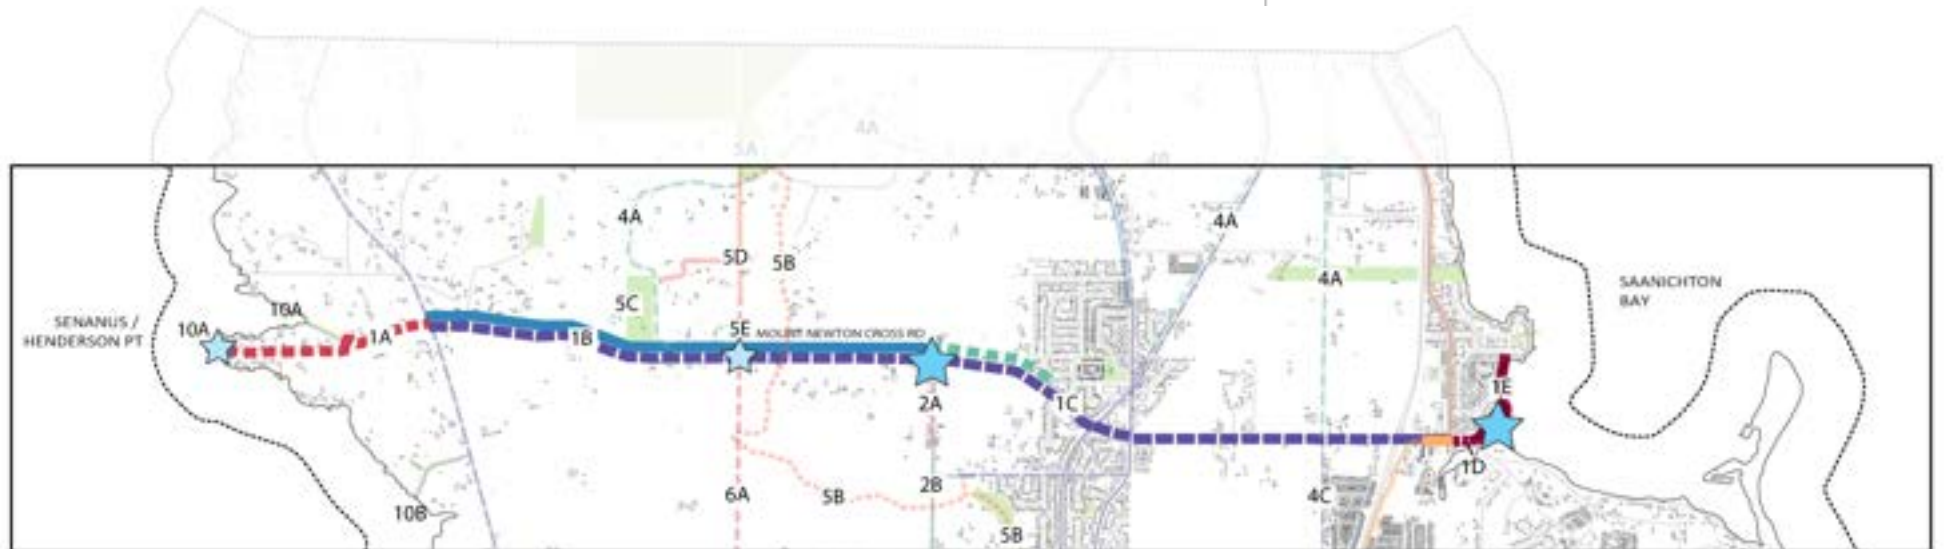 4A
5A
4A
4A
5D
5B
SAANICHTON
BAY
4A
5C
10A
SENANUS /
HENDERSON PT
10A
1A
1B
5E
MOUNT NEWTON CROSS RD
1E
2A
1C
1D
2B
6A
5B
4C
10B
5B